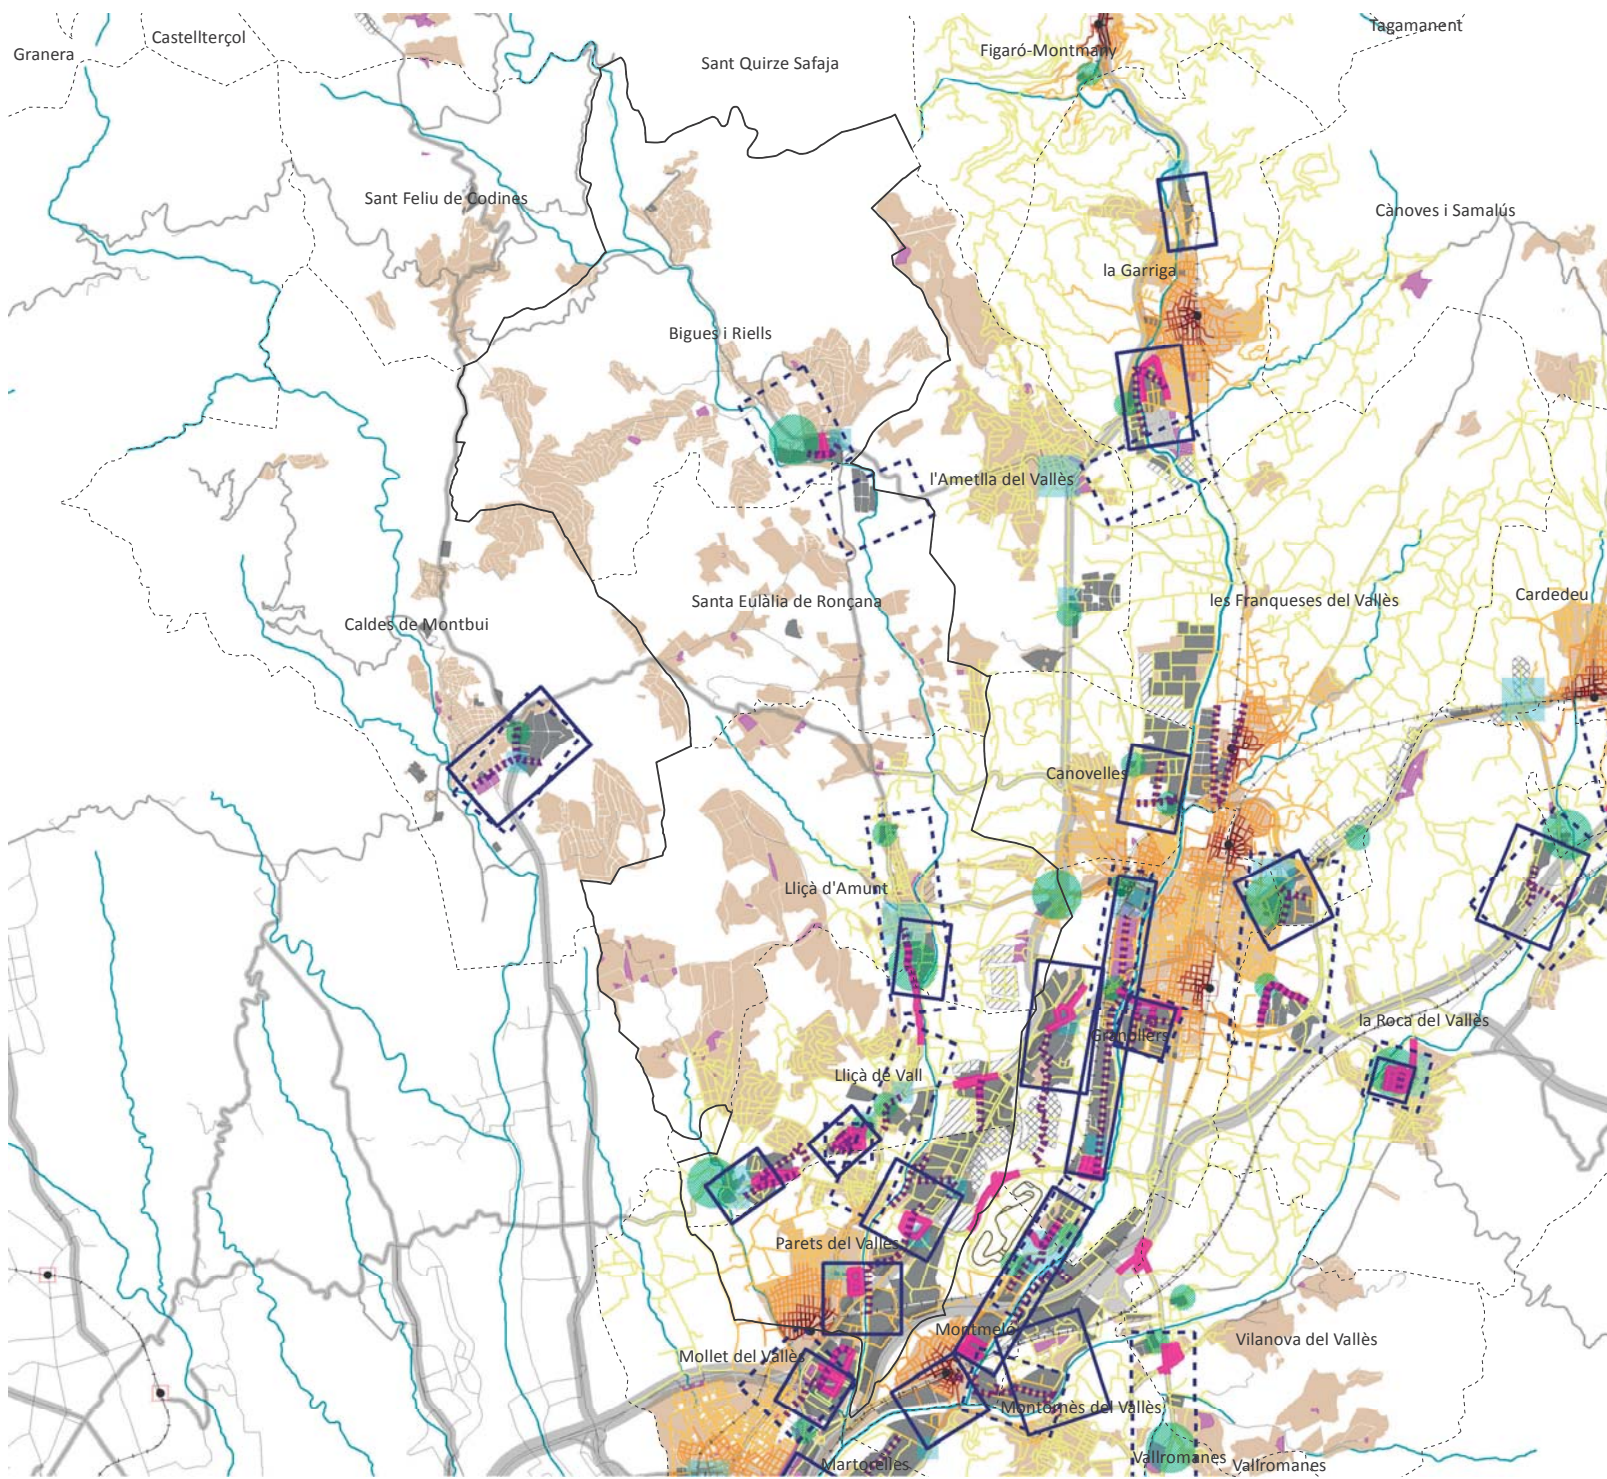 Tagamanent
Castellterçol
Granera
Figaró-Montmany
Sant Quirze Safaja
Sant Feliu de Codines
Cànoves i Samalús
la Garriga
Bigues i Riells
l'Ametlla del Vallès
Santa Eulàlia de Ronçana
les Franqueses del Vallès
Cardedeu
Caldes de Montbui
Canovelles
Lliçà d'Amunt
la Roca del Vallès
Granollers
Lliçà de Vall
Parets del Vallès
Montmeló
Vilanova del Vallès
Mollet del Vallès
Montornès del Vallès
Vallromanes
Vallromanes
Martorelles